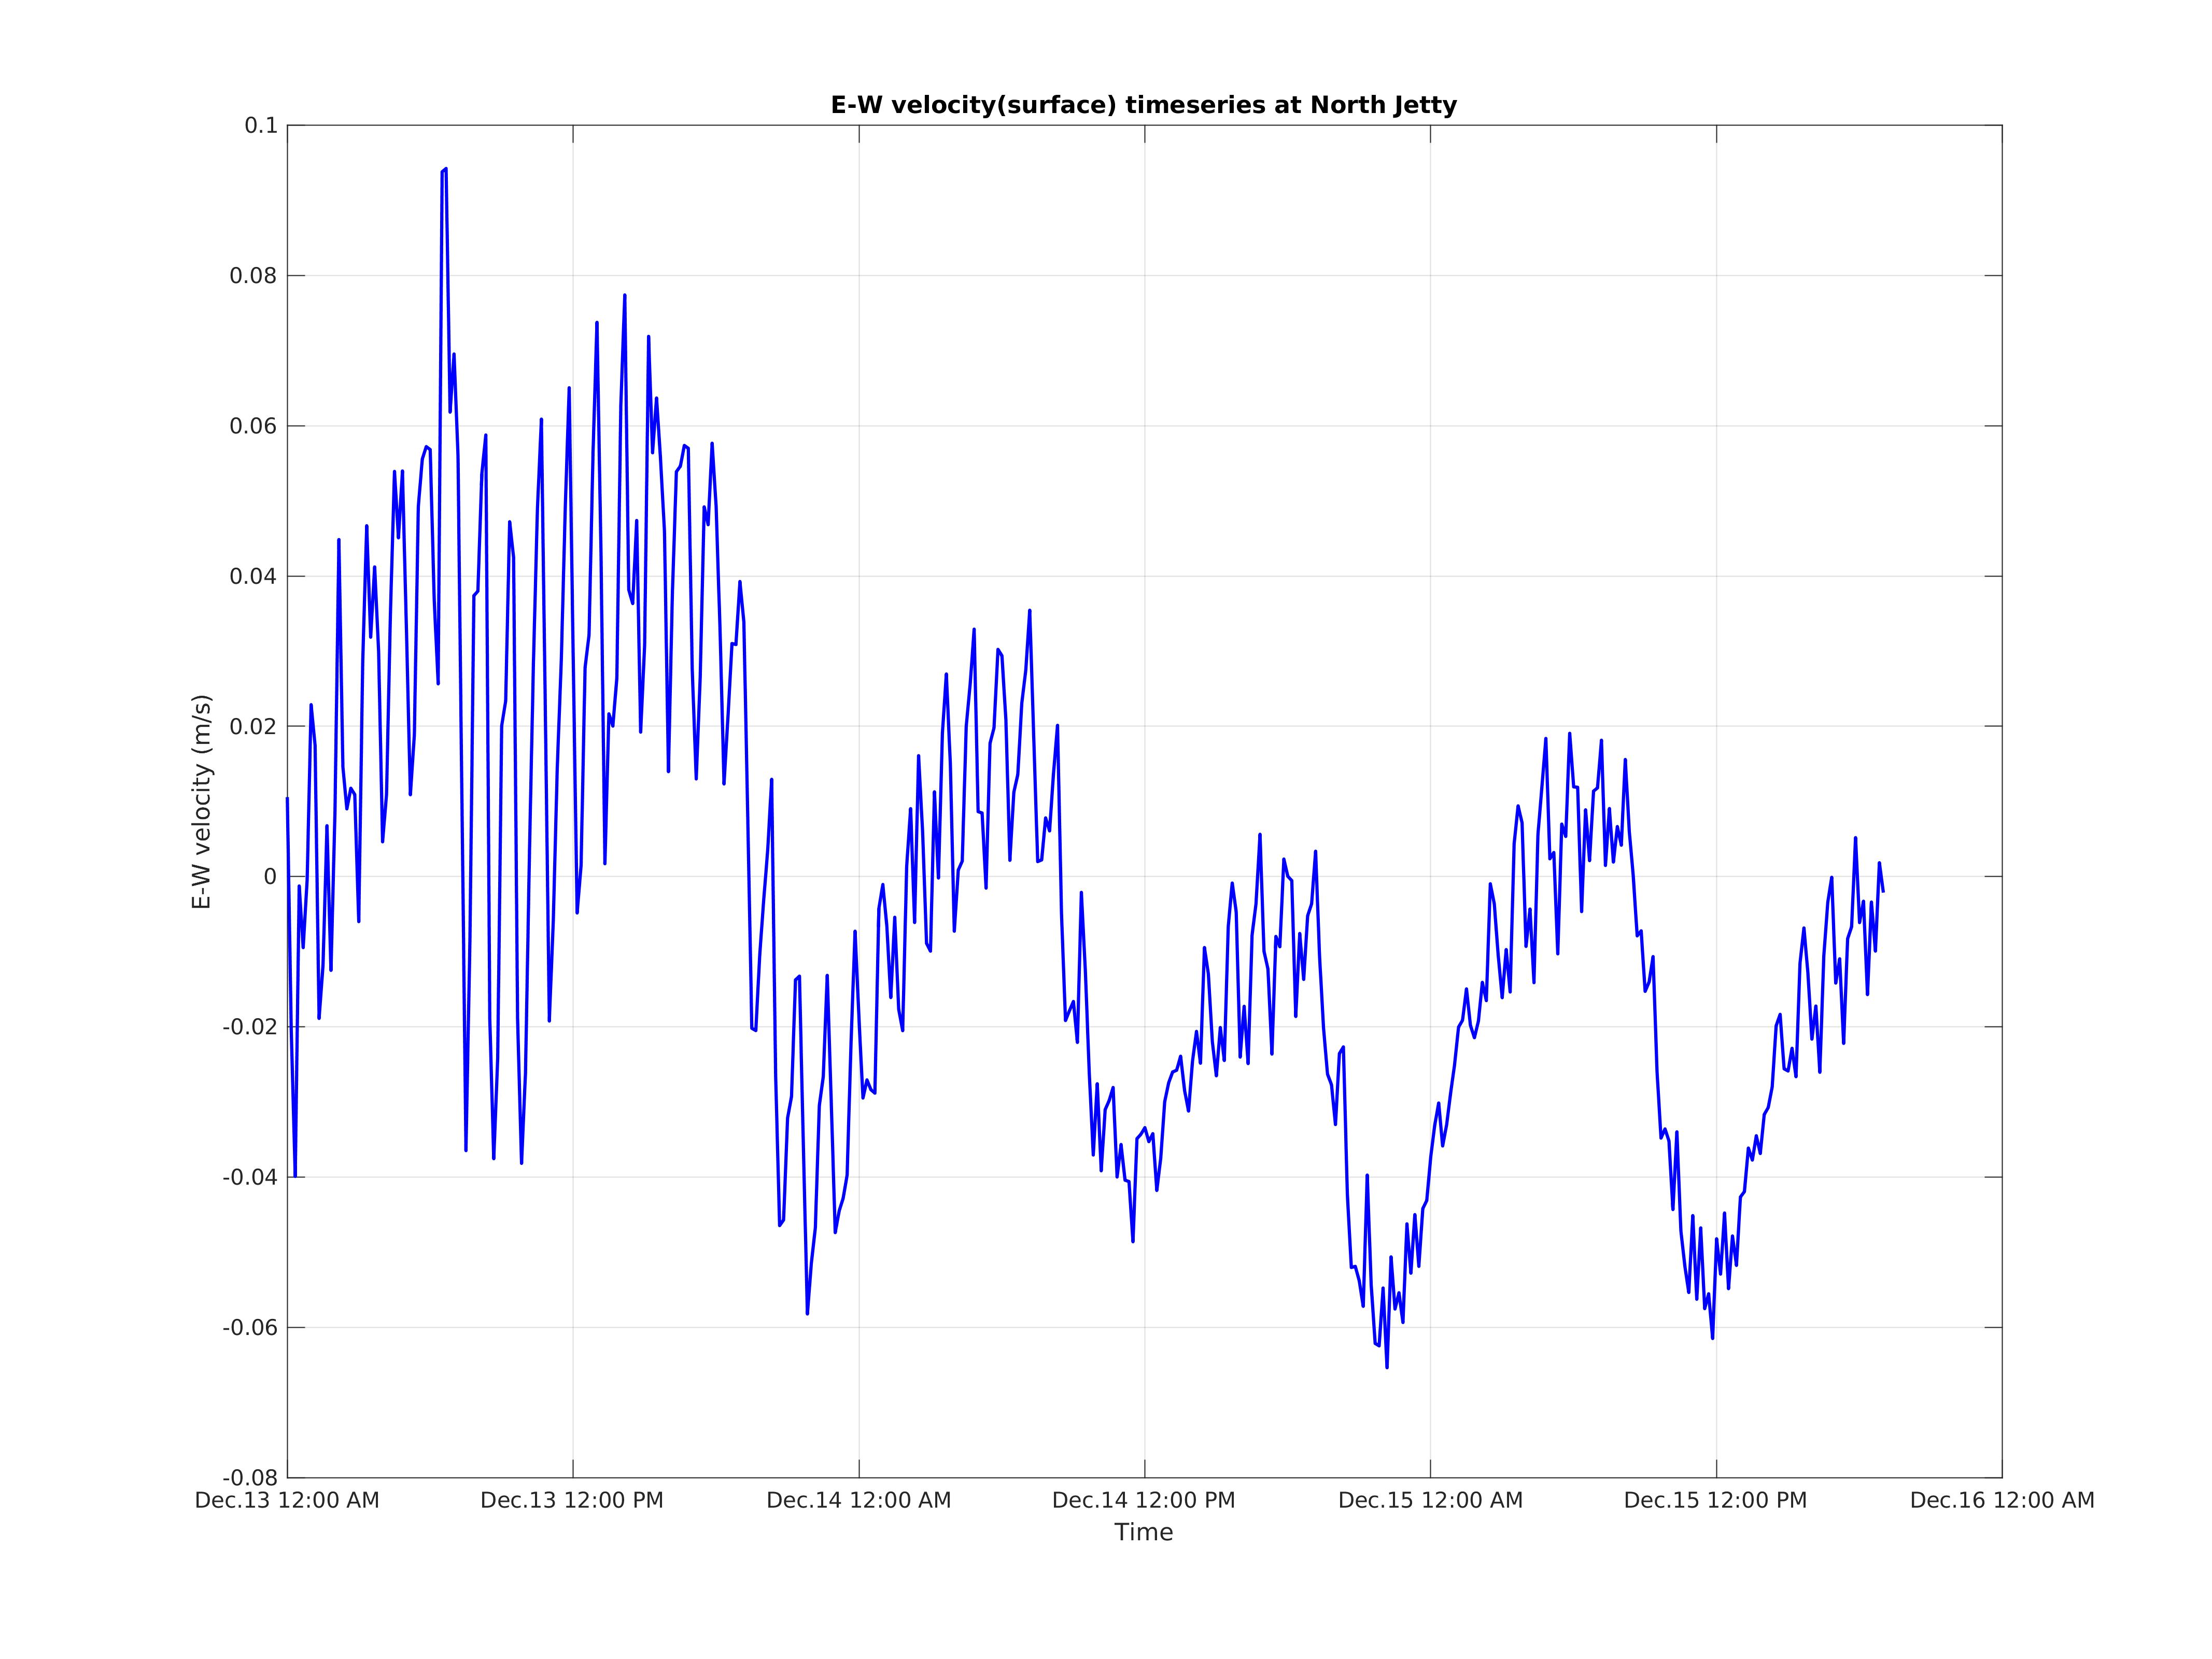 E-W velocity(surface) timeseries at North Jetty
0.1
0.08
0.06
0.04
0.02
0
-0.02
-0.04
-0.06
-0.08
E-W velocity (m/s)
Dec.13 12:00 AM Dec.13 12:00 PM Dec.14 12:00 AM Dec.14 12:00 PM Dec.15 12:00 AM Dec.15 12:00 PM Dec.16 12:00 AM
Time